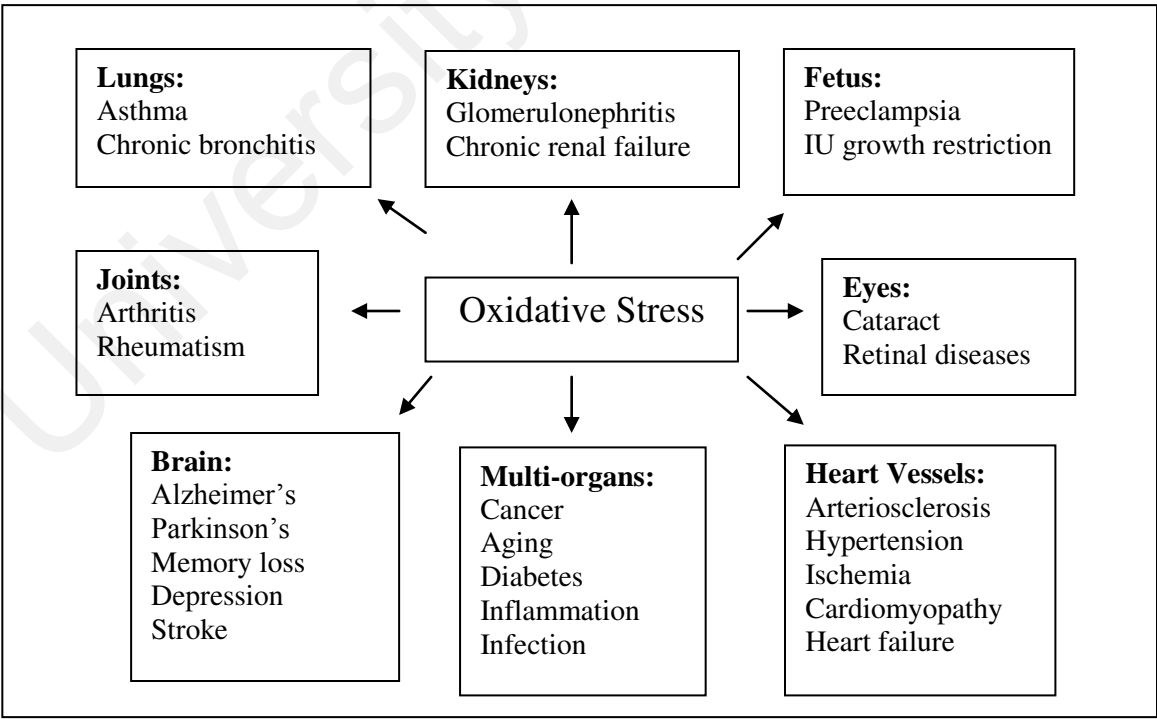 Lungs:
Asthma
Chronic bronchitis
Kidneys:
Glomerulonephritis
Chronic renal failure
Fetus:
Preeclampsia
IU growth restriction
Joints:
Arthritis
Rheumatism
Oxidative Stress
Eyes:
Cataract
Retinal diseases
Brain:
Alzheimer’s
Parkinson’s
Memory loss
Depression
Stroke
Multi-organs:
Cancer
Aging
Diabetes
Inflammation
Infection
Heart Vessels:
Arteriosclerosis
Hypertension
Ischemia
Cardiomyopathy
Heart failure
University